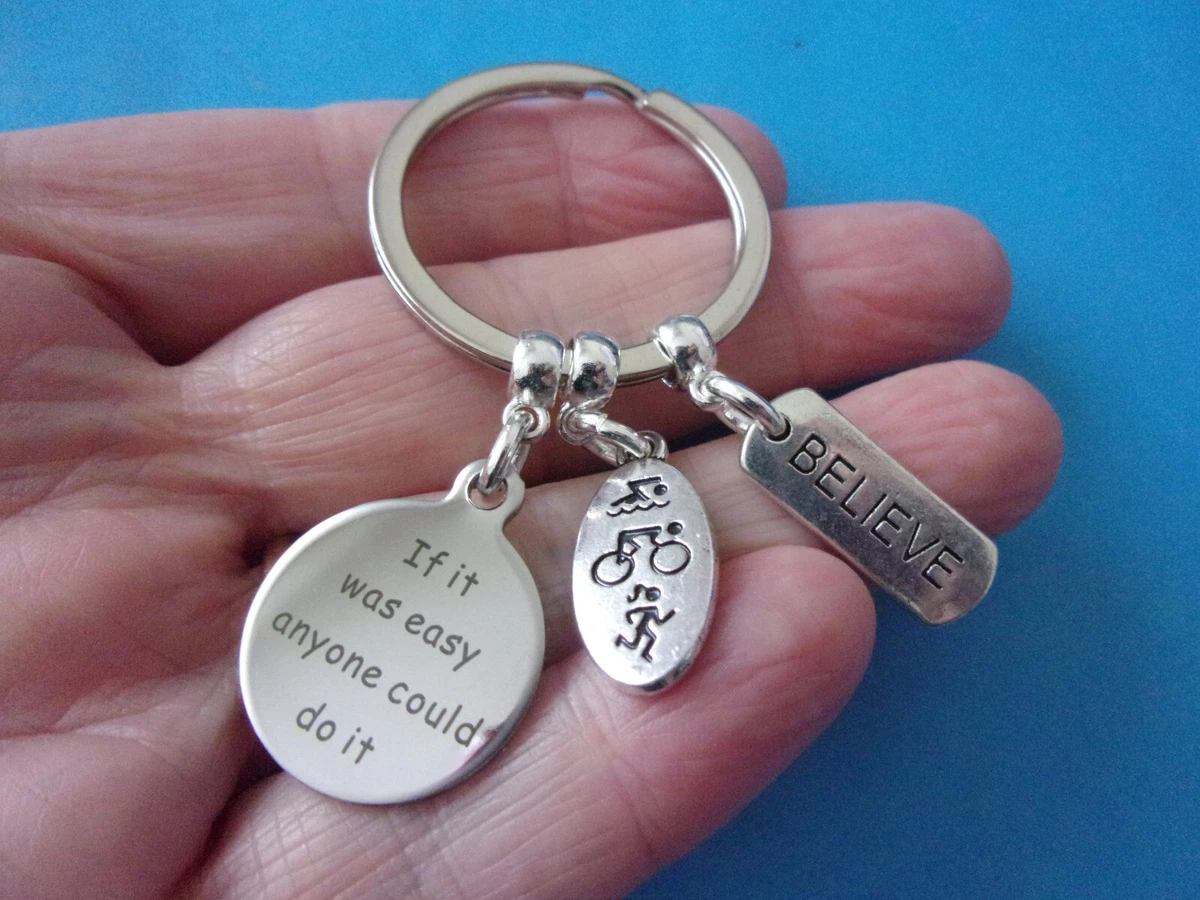 If it
was easy
anyone could
do it
BELIEVE